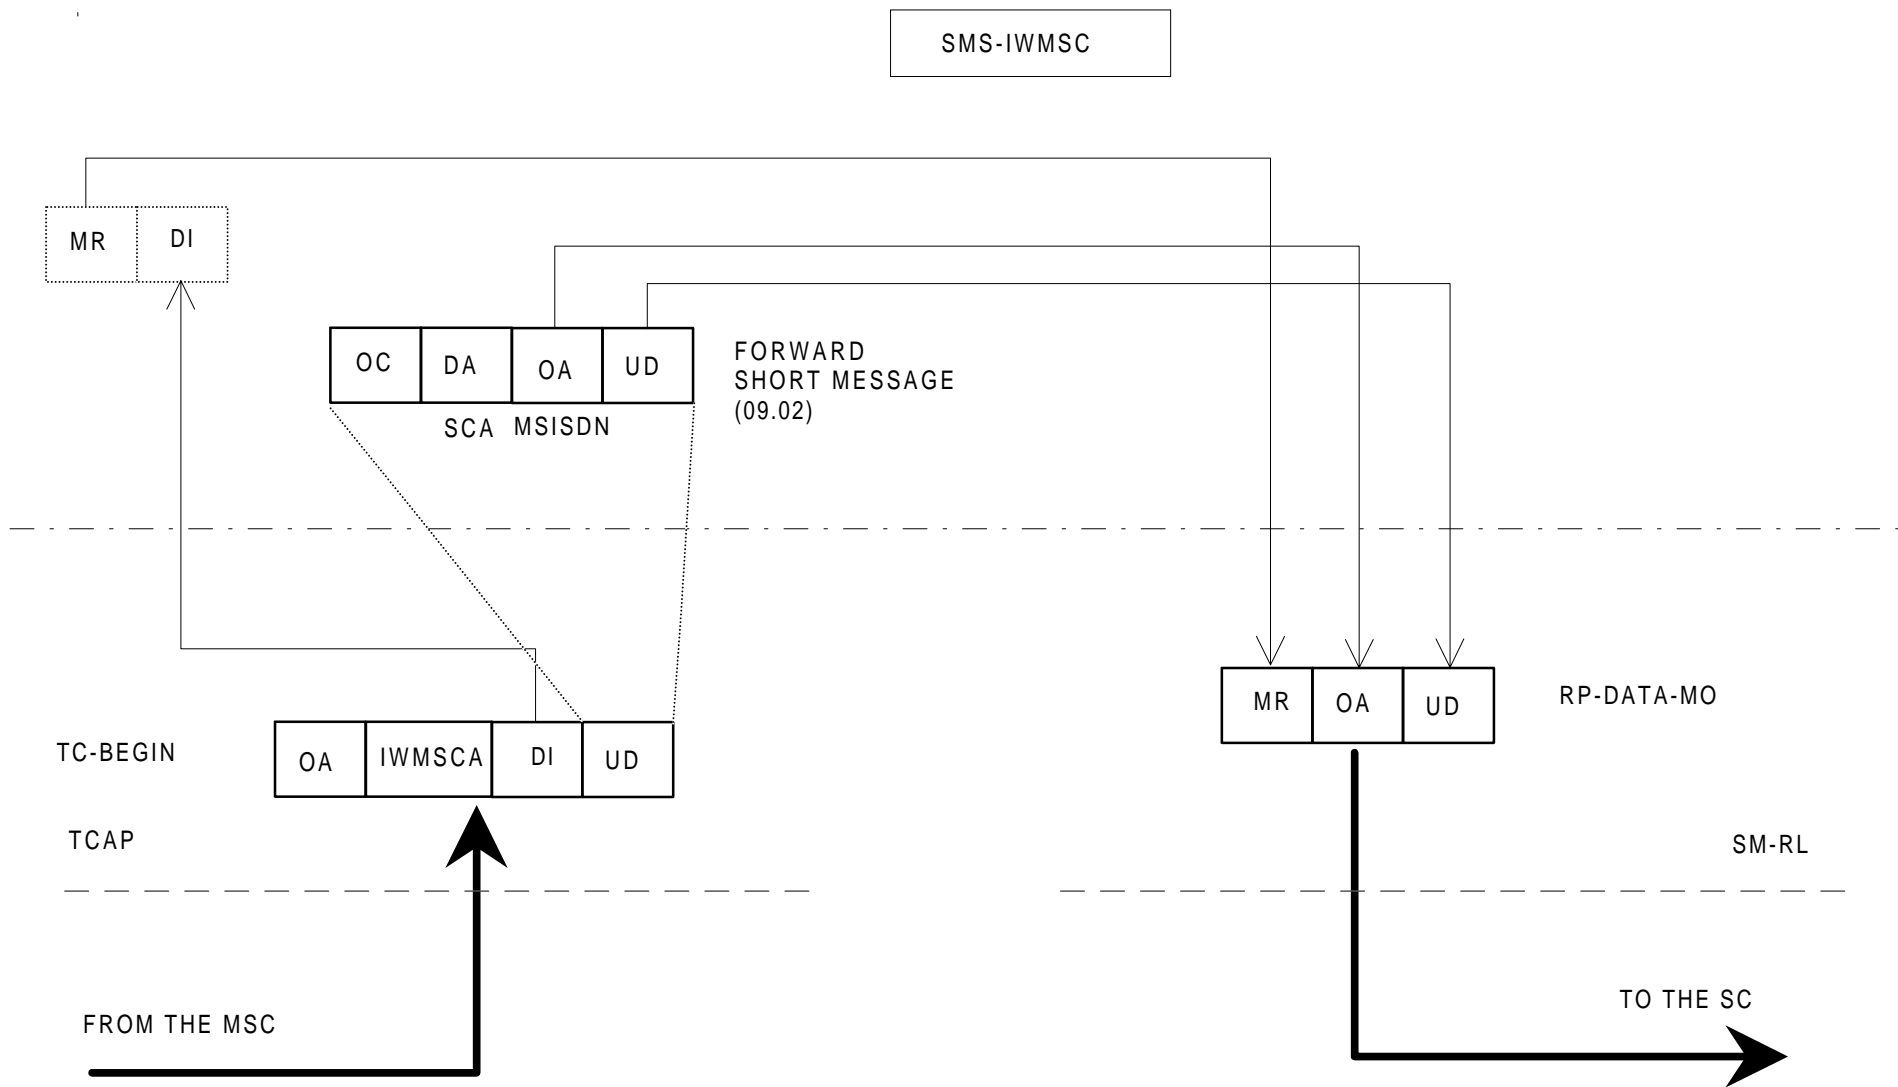 SMS-IWMSC
MR DI
OC DA OA UD
FORWARD
SHORT MESSAGE
(09.02)
SCA MSISDN
MR OA UD
RP-DATA-MO
TC-BEGIN
OA IWMSCA DI UD
TCAP
SM-RL
TO THE SC
FROM THE MSC